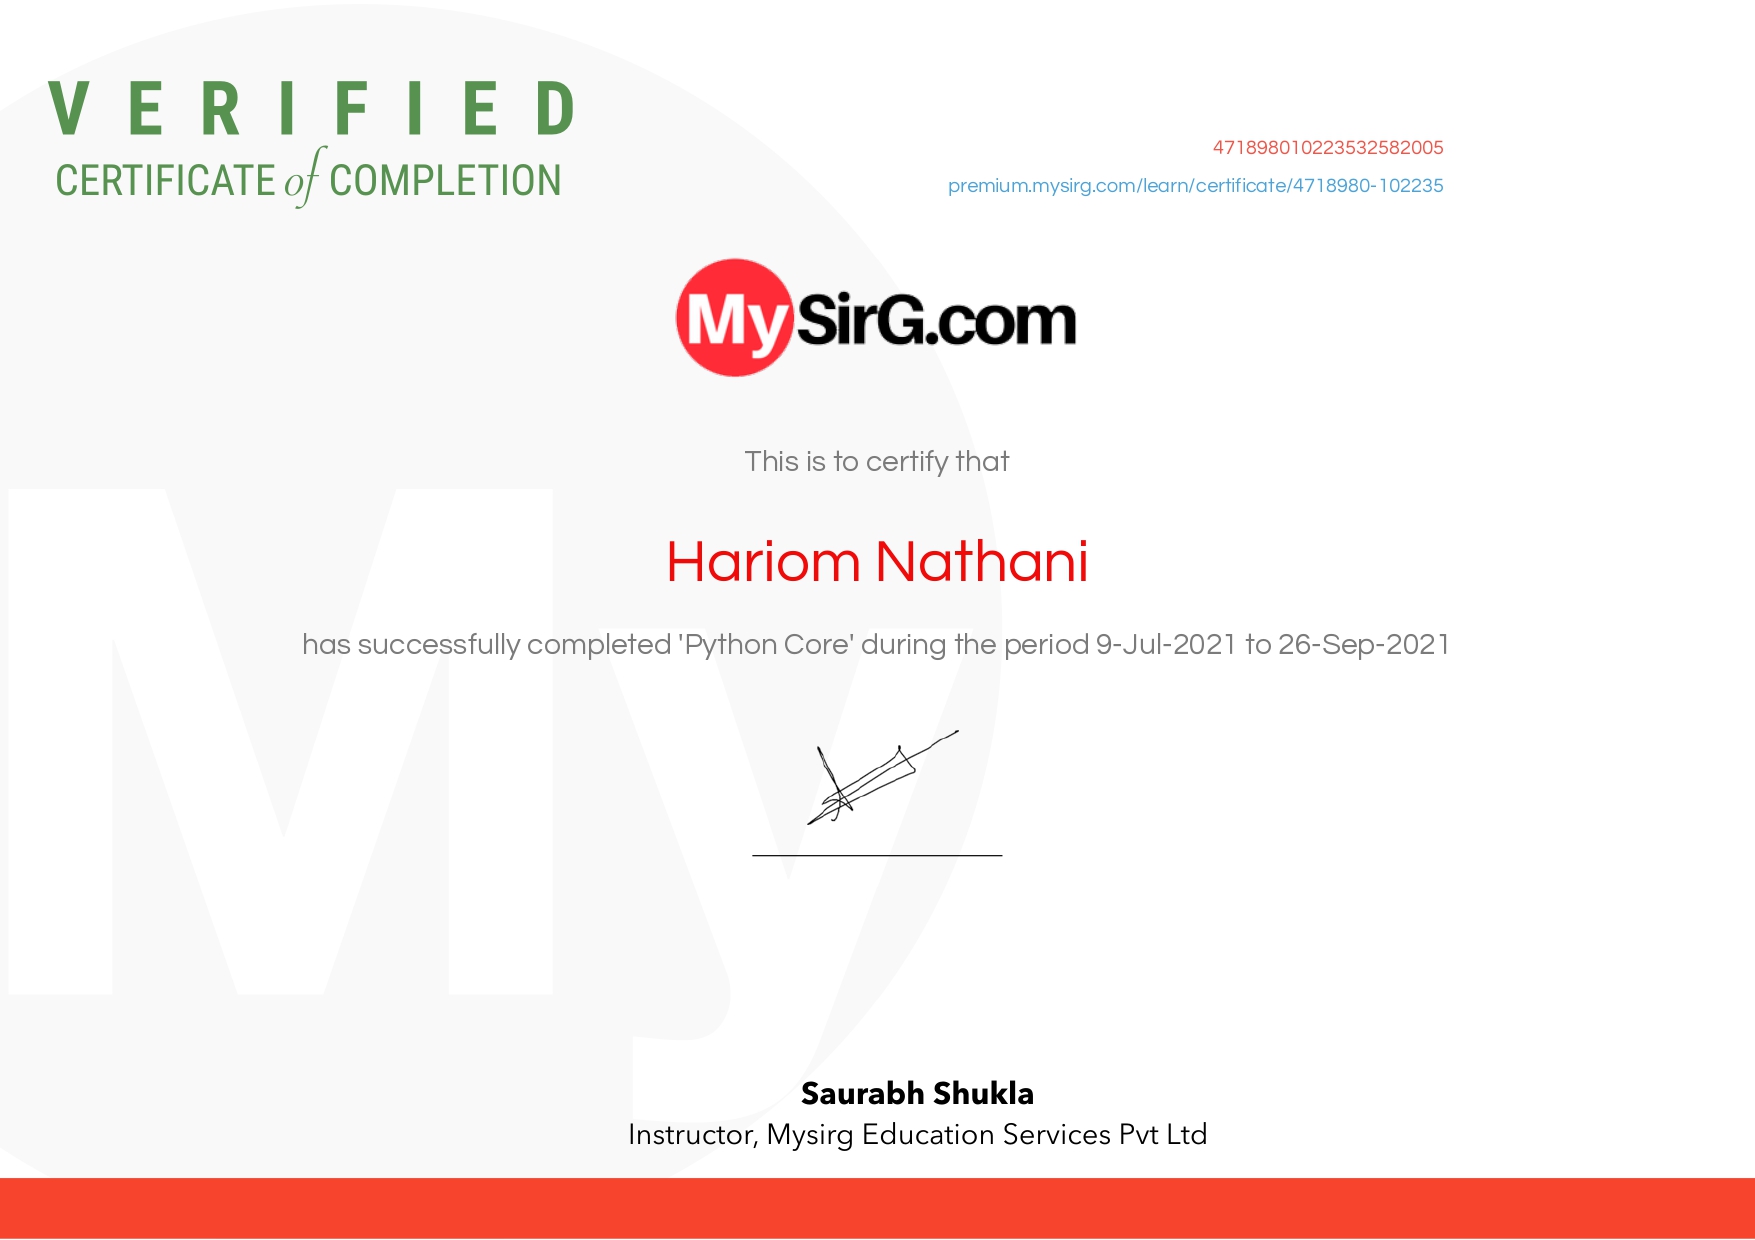 VERIFIED
CERTIFICATE of COMPLETION
471898010223532582005
premium.mysirg.com/learn/certificate/4718980-102235
MySirG.com
This is to certify that
Hariom Nathani
has successfully completed 'Python Core' during the period 9-Jul-2021 to 26-Sep-2021
Saurabh Shukla
Instructor, Mysirg Education Services Pvt Ltd
My